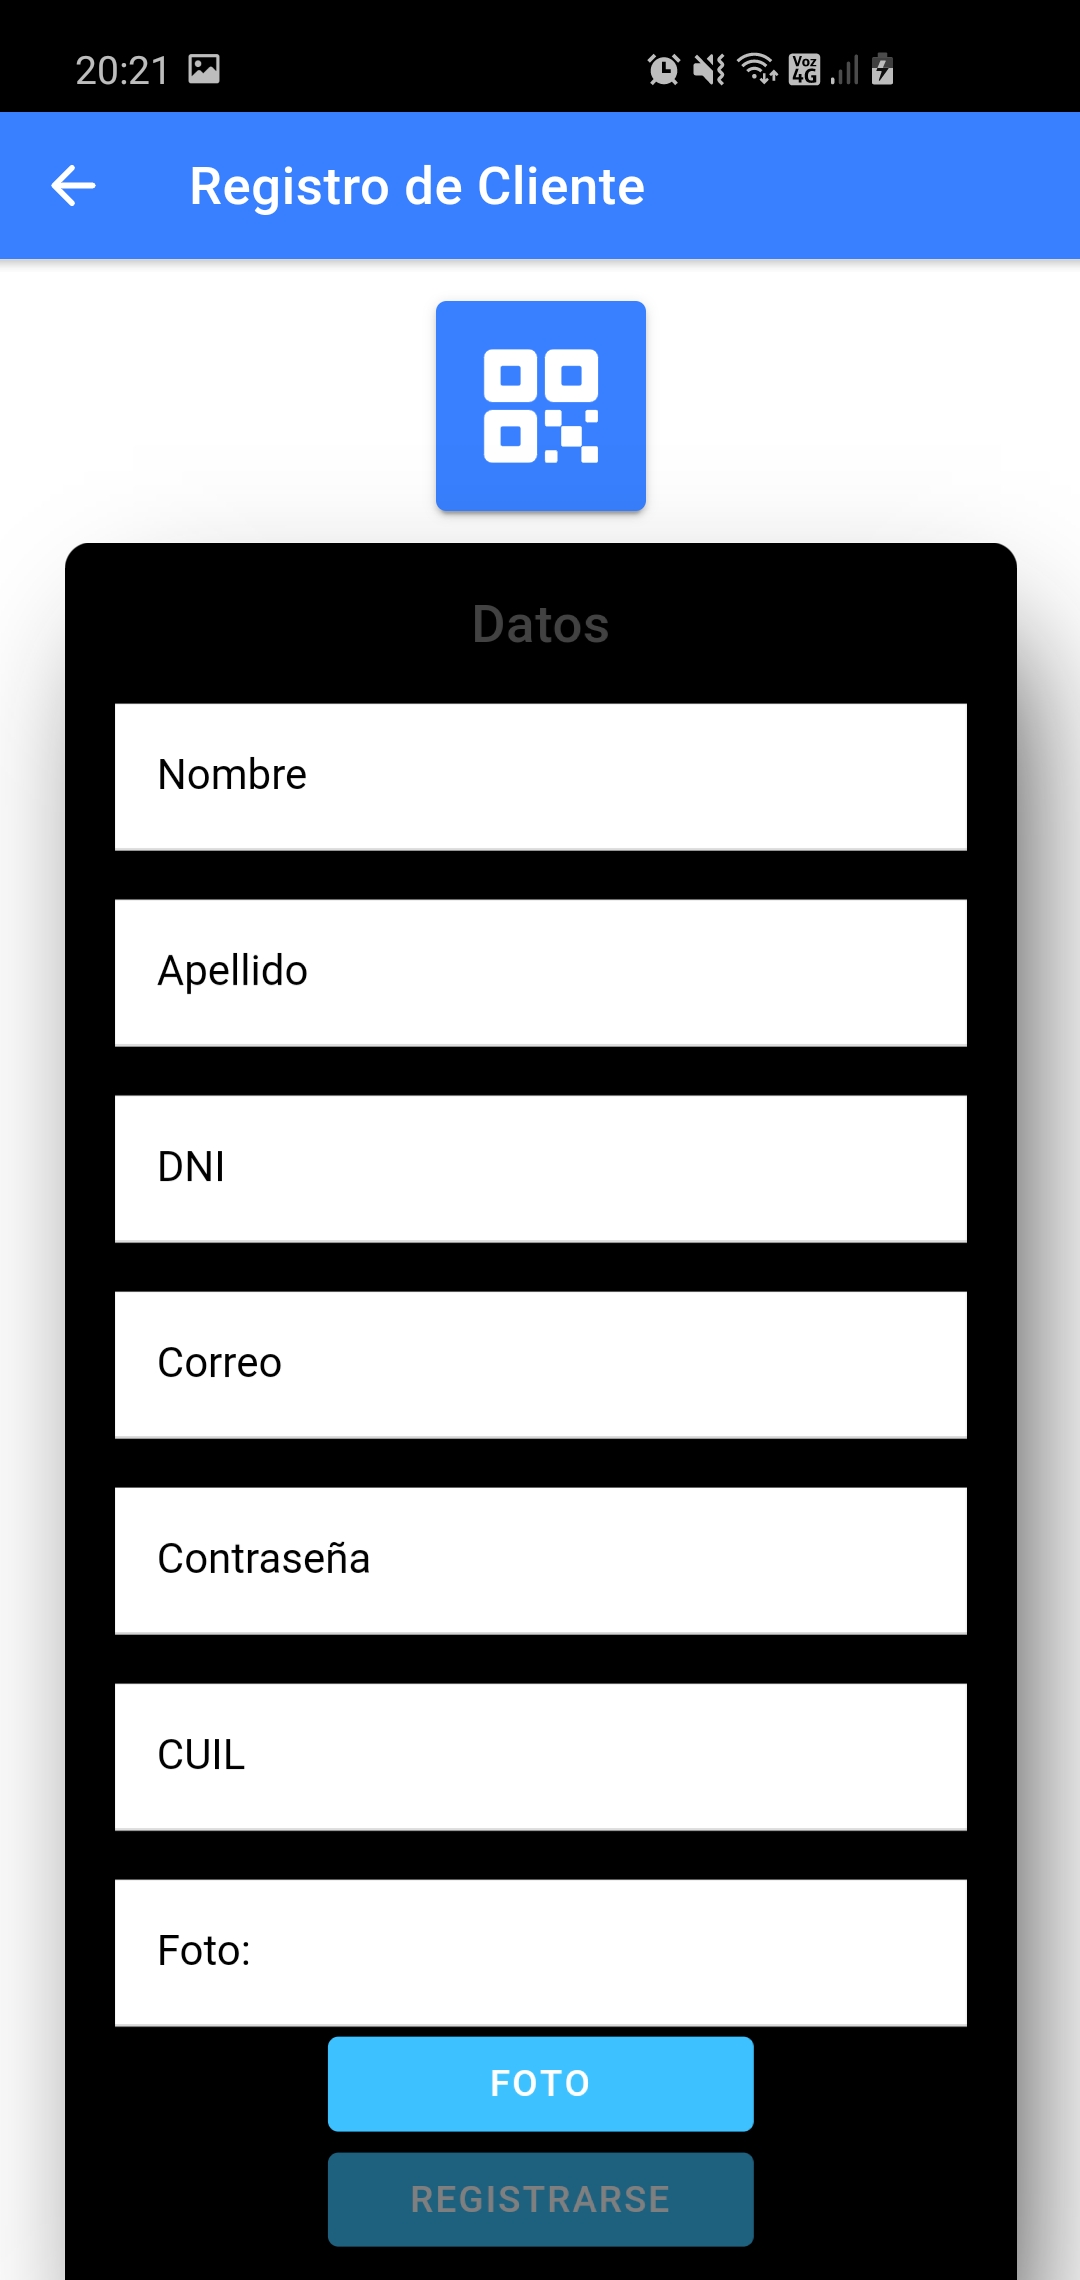 20:21
Voz
4G
Registro de Cliente
Datos
Nombre
Apellido
DNI
Correo
Contraseña
CUIL
Foto:
FOTO
REGISTRARSE